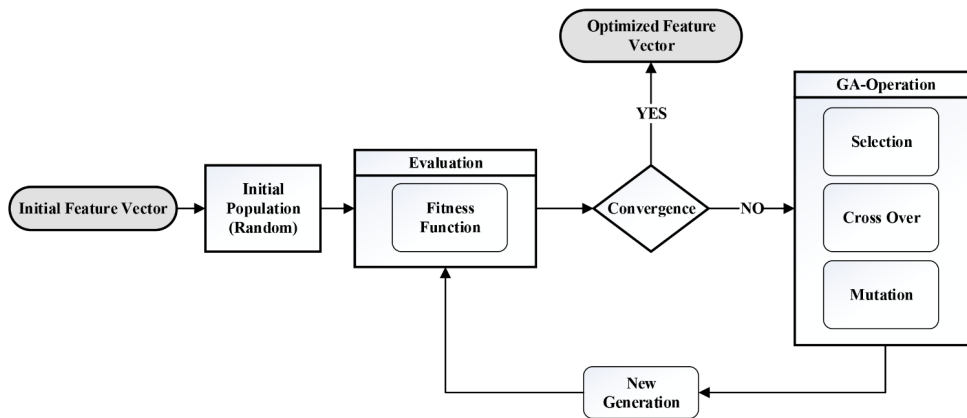 Optimized Feature
Vector
GA-Operation
YES
Selection
Evaluation
Initial Feature Vector
Initial
Population
(Random)
Fitness
Function
Convergence
NO
Cross Over
Mutation
New
Generation